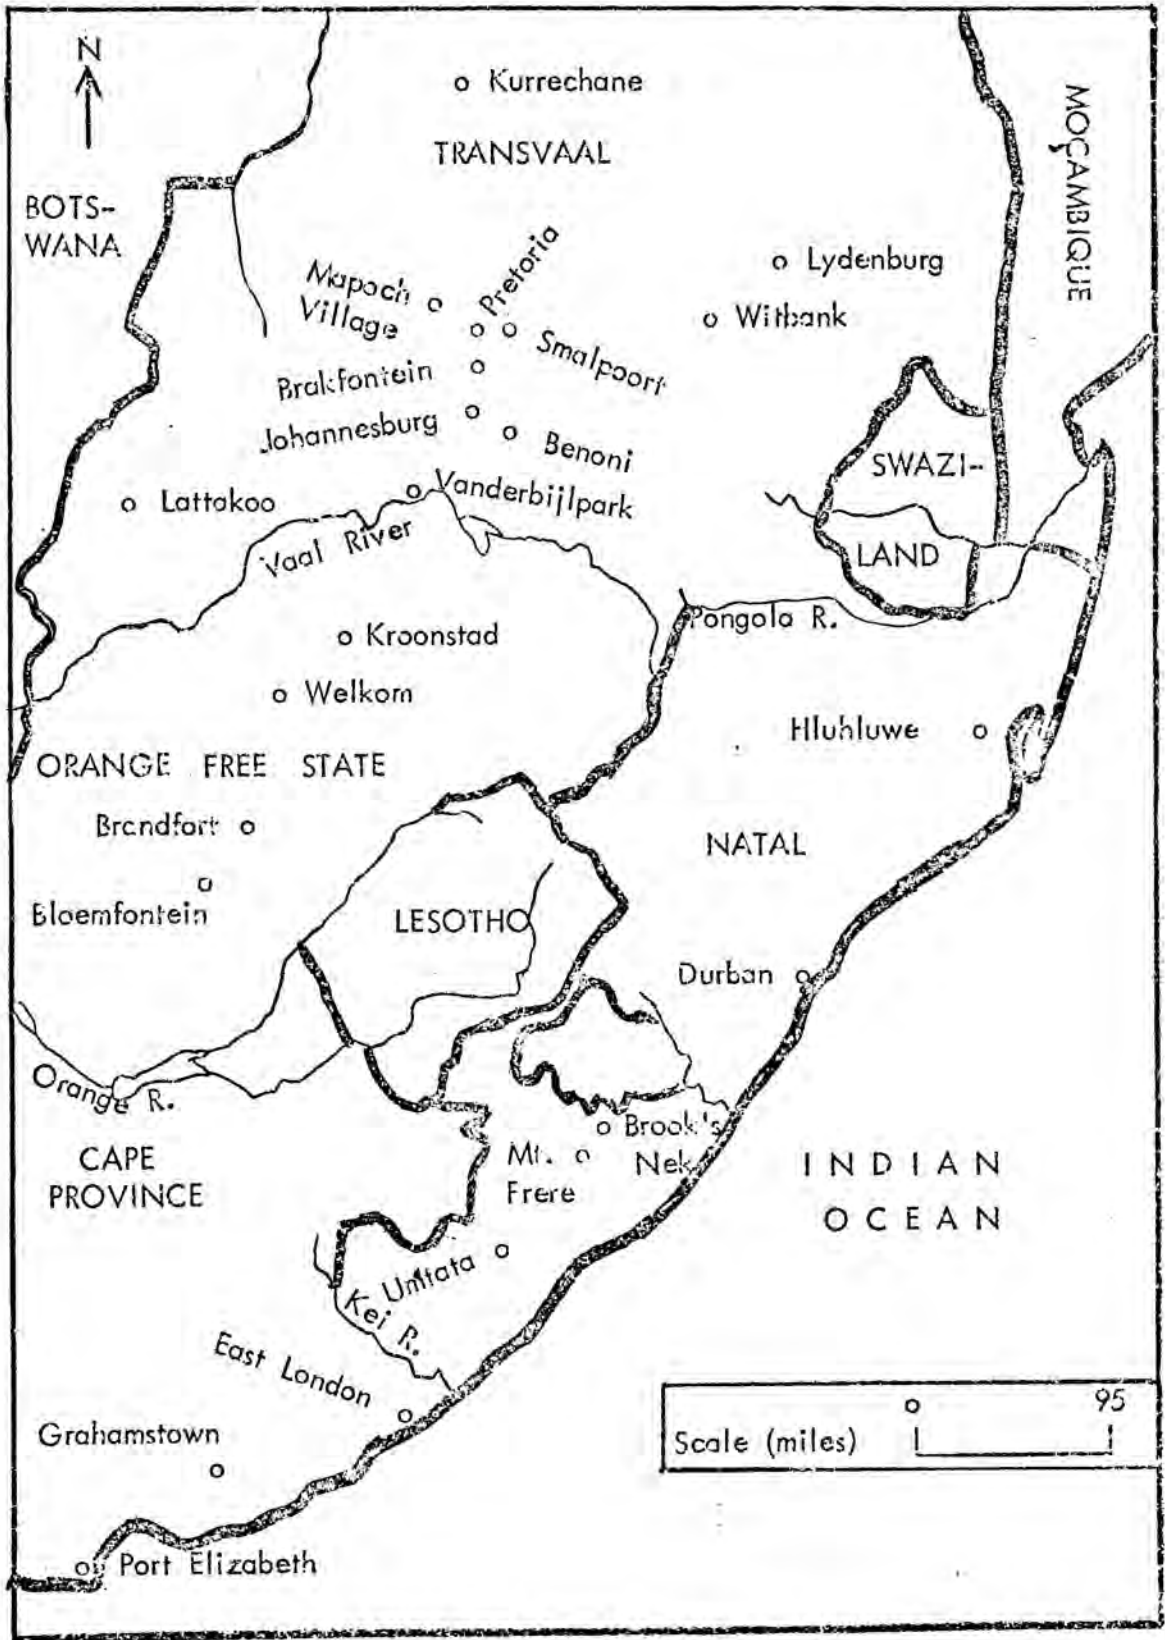 N
Kurrechane
TRANSVAAL
MOÇAMBIQUE
BOTS-
WANA
Pretoria
Lydenburg
Mapoch
Village
Witbank
Smalpoort
Brakfontein
Johannesburg
Benoni
SWAZI-
Vanderbijlpark
Lattakoo
Vaal River
LAND
Pongola R.
Kroonstad
Welkom
Hluhluwe
ORANGE FREE STATE
Brandfort
NATAL
Bloemfontein
LESOTHO
Durban
Orange R.
Brook's
Nek
CAPE
PROVINCE
Mt.
Frere
INDIAN
OCEAN
Umtata
Kei R.
East London
Grahamstown
o 95
Scale (miles)
Port Elizabeth